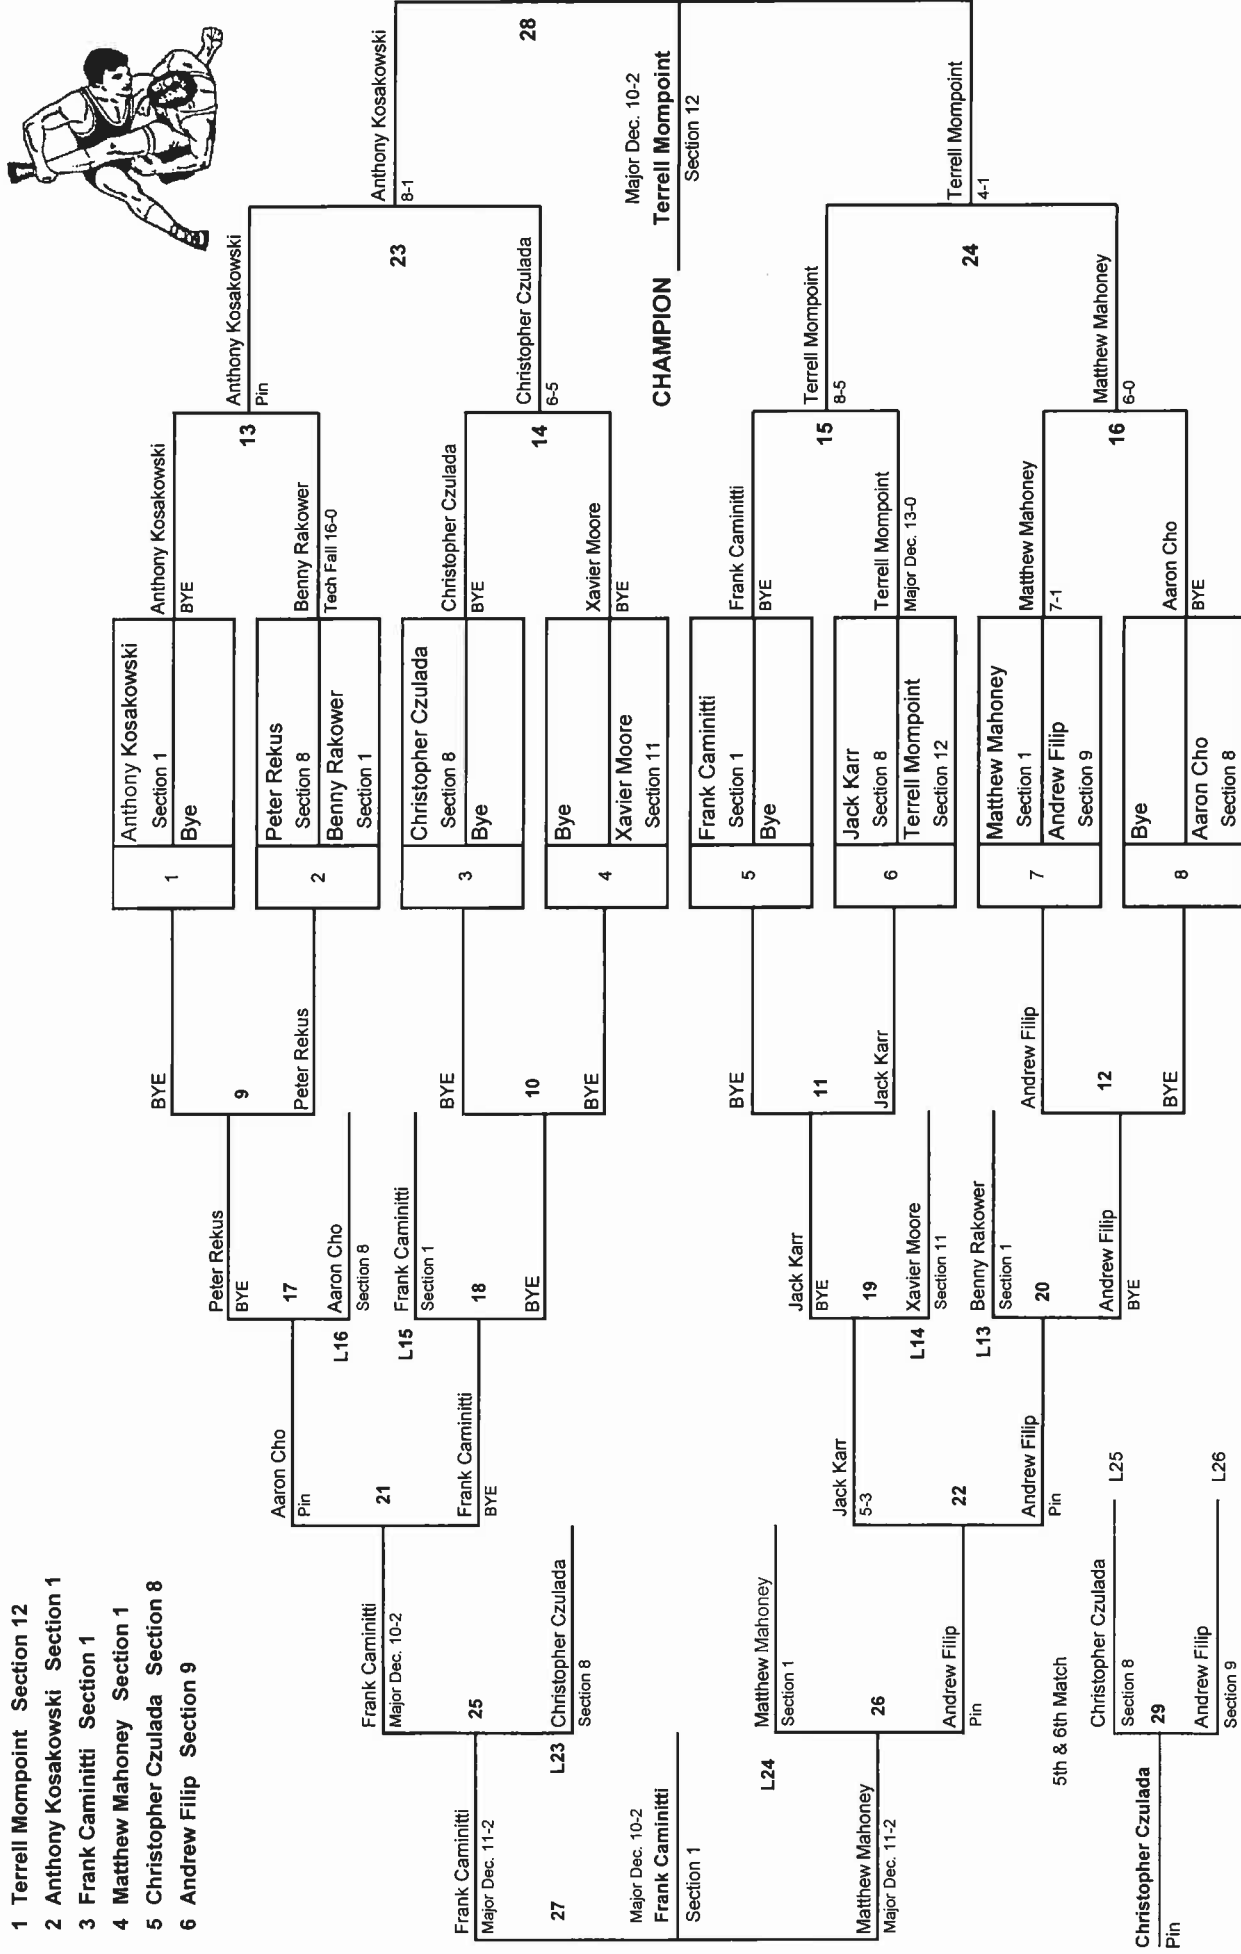 1 Terrell Mompoint Section 12
2 Anthony Kosakowski Section 1
3 Frank Caminitti Section 1
4 Matthew Mahoney Section 1
5 Christopher Czulada Section 8
6 Andrew Filip Section 9
1
Anthony Kosakowski
Section 1
Bye
2
Peter Rekus
Section 8
Benny Rakower
Section 1
3
Christopher Czulada
Section 8
Bye
4
Bye
Xavier Moore
Section 11
5
Frank Caminitti
Section 1
Bye
6
Jack Karr
Section 8
Terrell Mompoint
Section 12
7
Matthew Mahoney
Section 1
Andrew Filip
Section 9
8
Bye
Aaron Cho
Section 8
Anthony Kosakowski
BYE
13
Benny Rakower
Tech Fall 16-0
Christopher Czulada
BYE
14
Xavier Moore
BYE
Frank Caminitti
BYE
15
Terrell Mompoint
Major Dec. 13-0
Matthew Mahoney
7-1
16
Aaron Cho
BYE
Anthony Kosakowski
Pin
23
Christopher Czulada
6-5
Terrell Mompoint
8-5
24
Matthew Mahoney
6-0
Anthony Kosakowski
8-1
28
Terrell Mompoint
4-1
Major Dec. 10-2
CHAMPION Terrell Mompoint
Section 12
BYE
9
Peter Rekus
BYE
10
BYE
BYE
11
Jack Karr
Andrew Filip
12
BYE
Peter Rekus
BYE
17
Aaron Cho
Section 8
L16
Frank Caminitti
Section 1
L15
18
BYE
Jack Karr
BYE
19
Xavier Moore
Section 11
L14
Benny Rakower
Section 1
L13
20
Andrew Filip
BYE
Aaron Cho
Pin
21
Frank Caminitti
BYE
Jack Karr
5-3
22
Andrew Filip
Pin
Frank Caminitti
Major Dec. 10-2
25
Christopher Czulada
Section 8
L23
Matthew Mahoney
Section 1
L24
26
Andrew Filip
Pin
Frank Caminitti
Major Dec. 11-2
27
Major Dec. 10-2
Frank Caminitti
Section 1
Matthew Mahoney
Major Dec. 11-2
5th & 6th Match
Christopher Czulada
L25
Section 8
29
Andrew Filip
L26
Section 9
Christopher Czulada
Pin